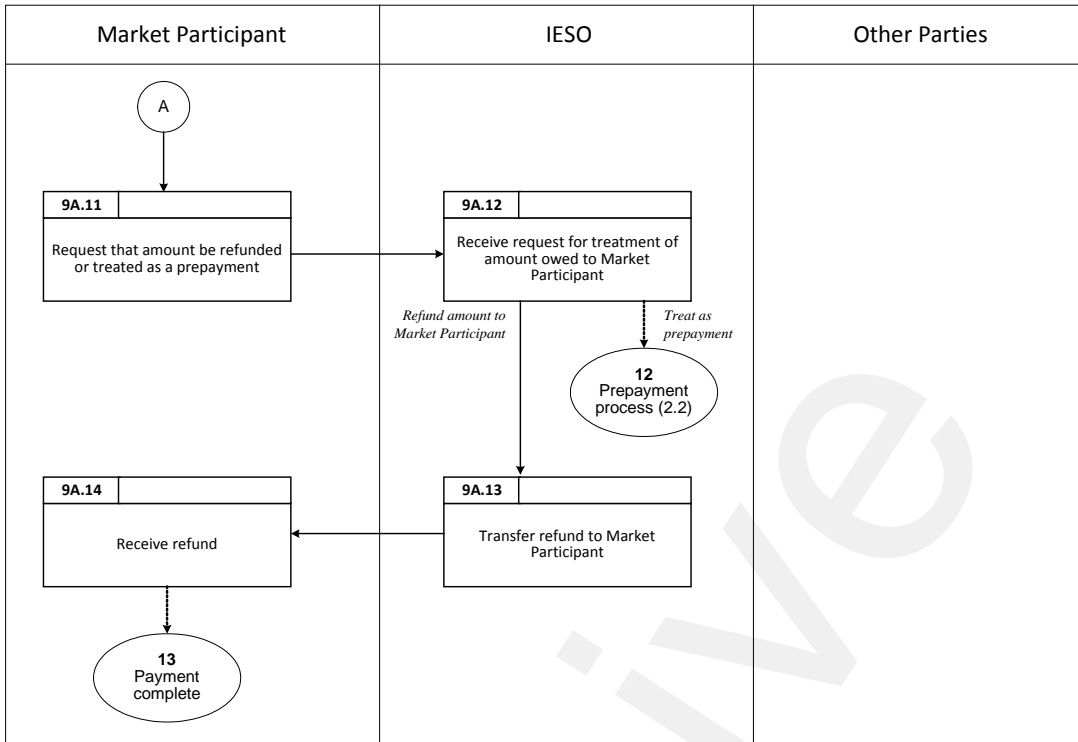 Market Participant
IESO
Other Parties
A
9A.11
Request that amount be refunded
or treated as a prepayment
9A.12
Receive request for treatment of
amount owed to Market
Participant
Refund amount to
Market Participant
Treat as
prepayment
12
Prepayment
process (2.2)
9A.14
Receive refund
9A.13
Transfer refund to Market
Participant
13
Payment
complete
ive